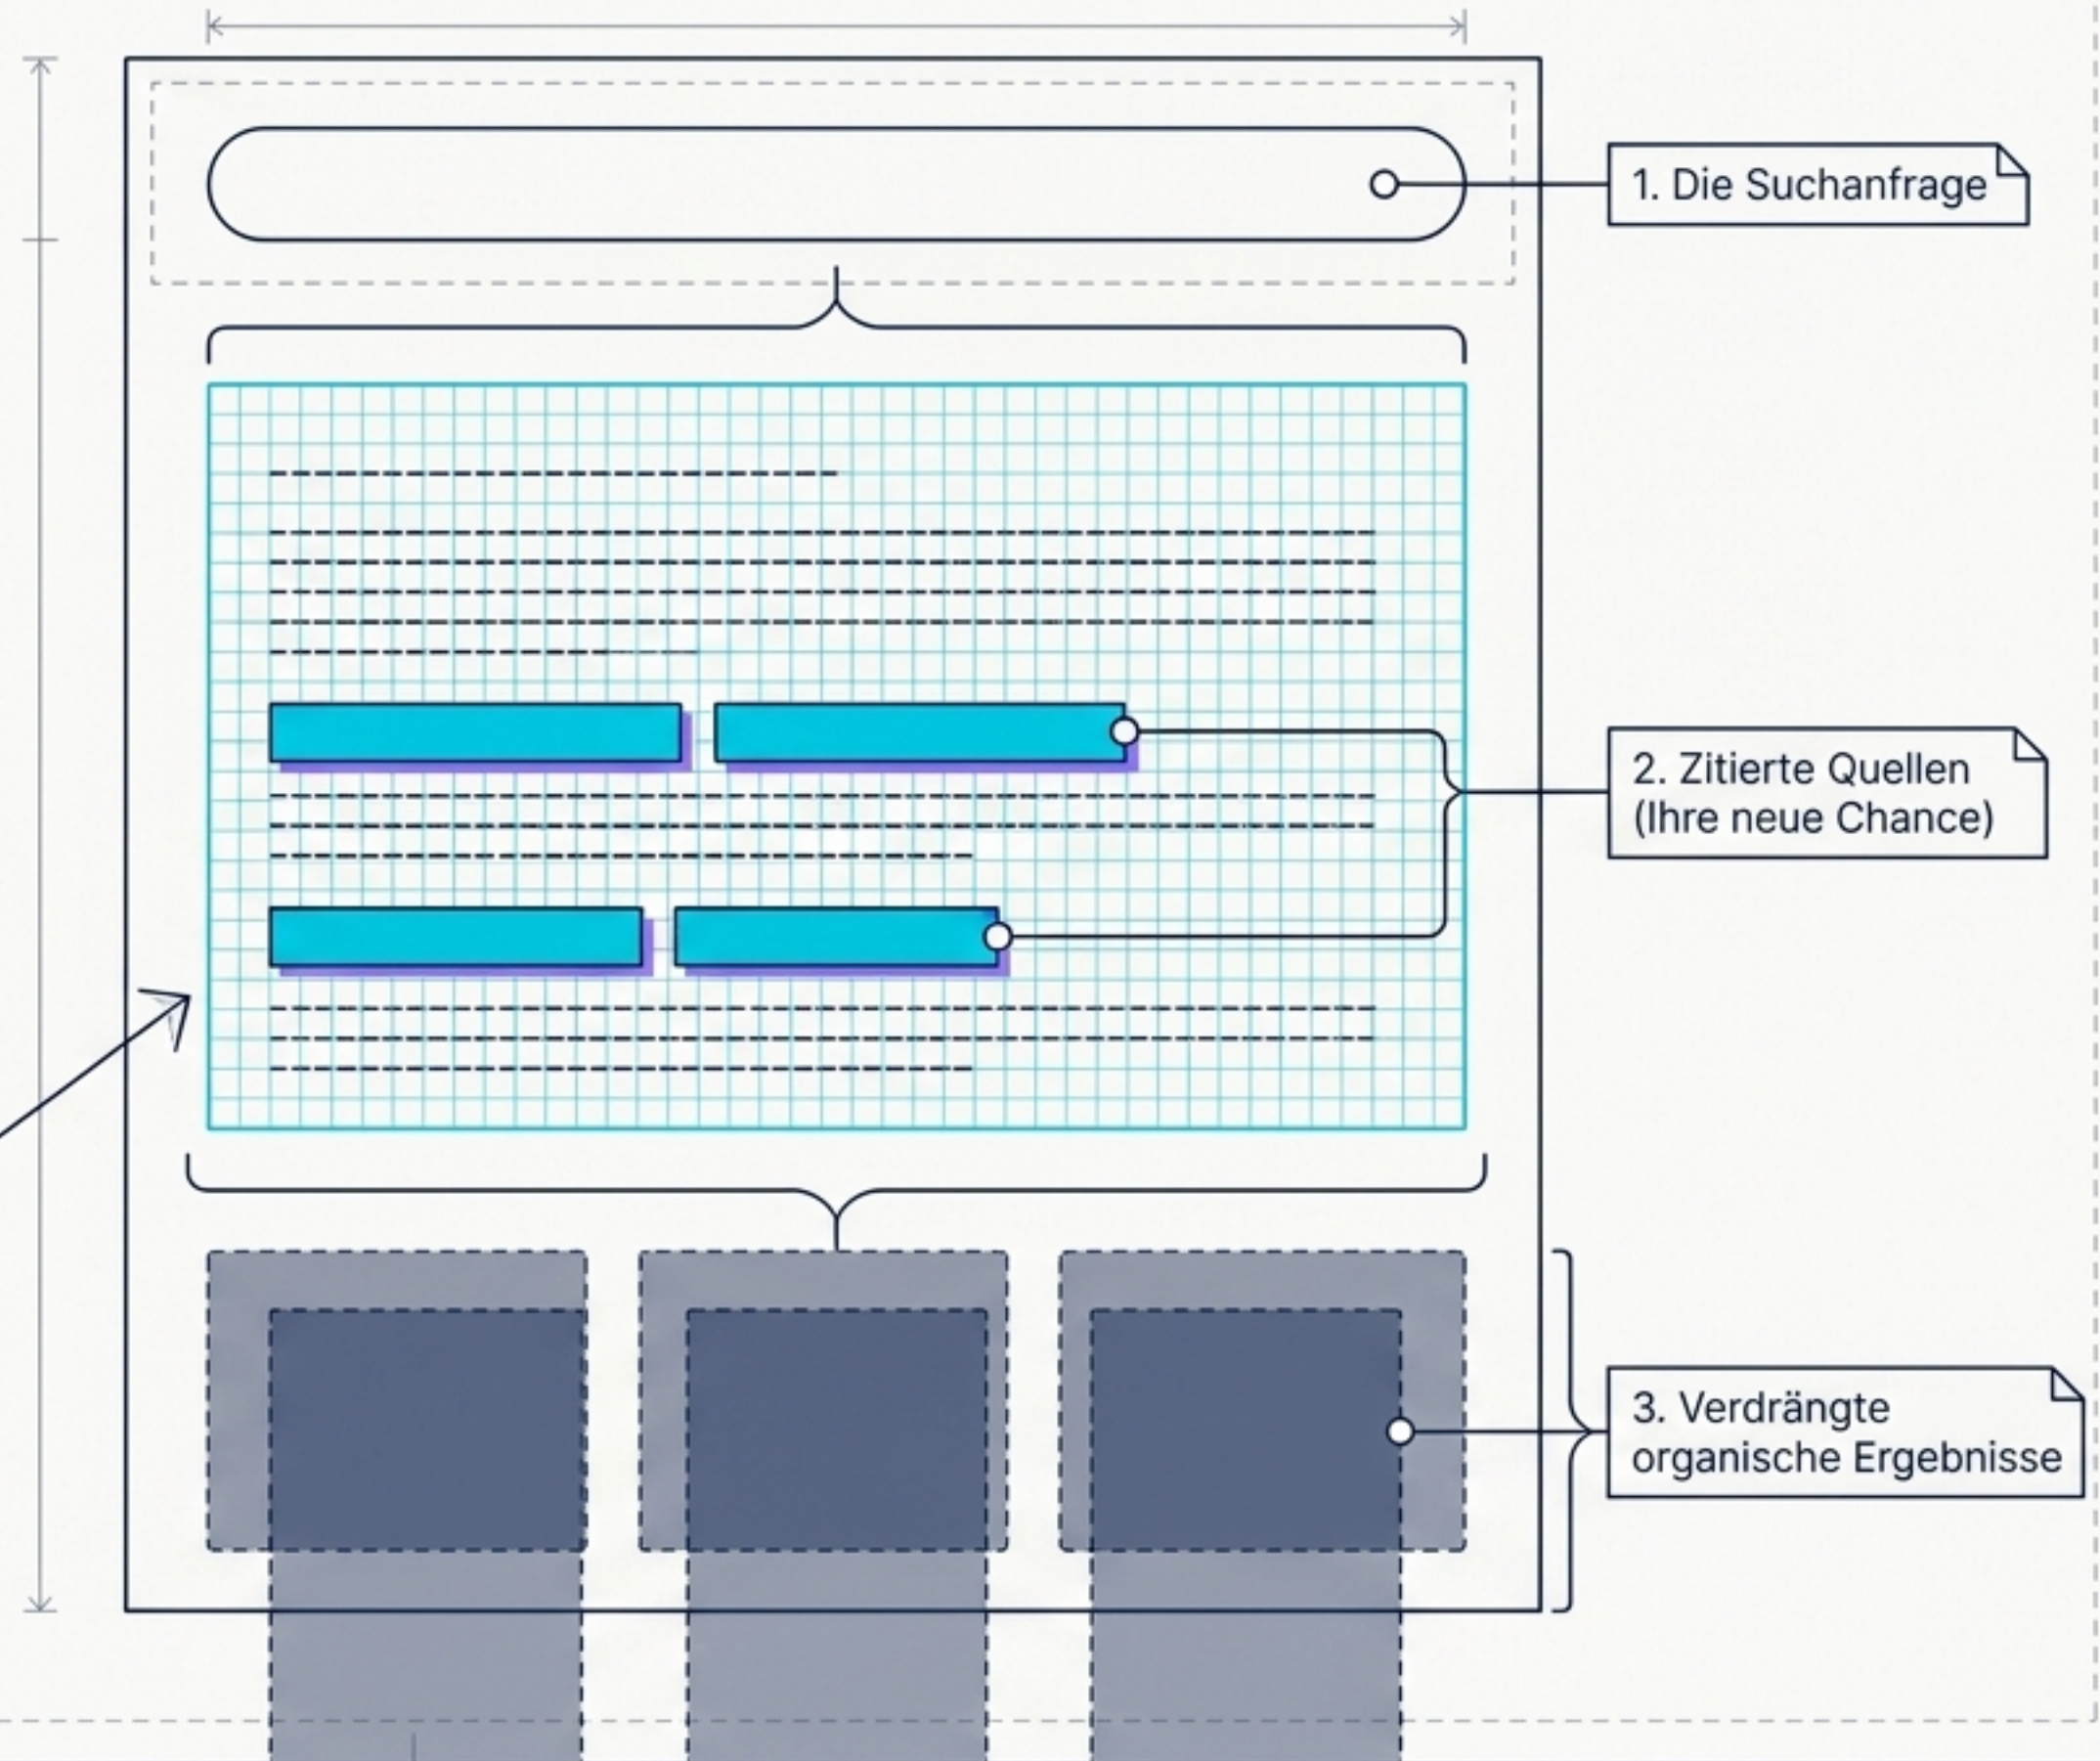 1. Die Suchanfrage
2. Zitierte Quellen
(Ihre neue Chance)
3. Verdrängte
organische Ergebnisse